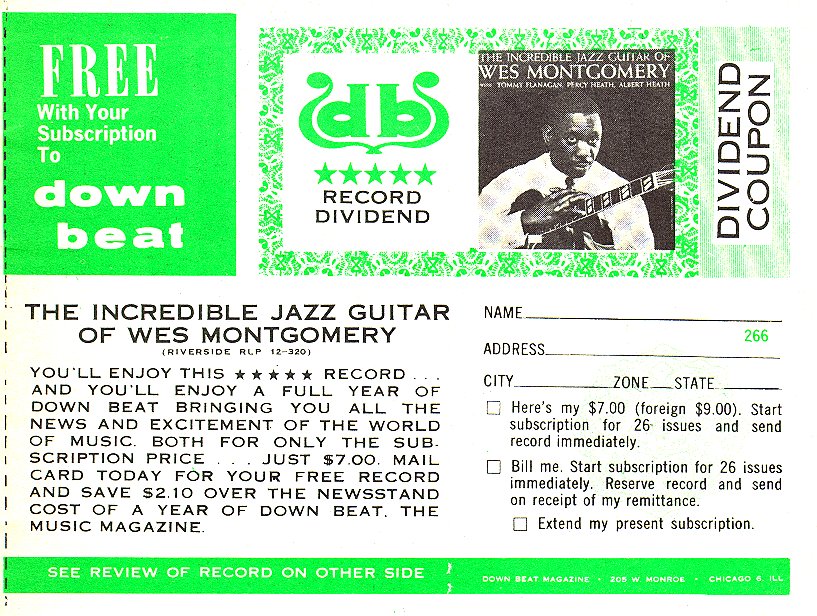 FREE
With Your
Subscription
To
down
beat
db
★★★★★
RECORD
DIVIDEND
THE INCREDIBLE JAZZ GUITAR OF
WES MONTGOMERY
WITH TOMMY FLANAGAN, PERCY HEATH, ALBERT HEATH
DIVIDEND
COUPON
THE INCREDIBLE JAZZ GUITAR
OF WES MONTGOMERY
(RIVERSIDE RLP 12-320)
YOU'LL ENJOY THIS ★★★★★ RECORD ...
AND YOU'LL ENJOY A FULL YEAR OF
DOWN BEAT BRINGING YOU ALL THE
NEWS AND EXCITEMENT OF THE WORLD
OF MUSIC. BOTH FOR ONLY THE SUB-
SCRIPTION PRICE ... JUST $7.00. MAIL
CARD TODAY FOR YOUR FREE RECORD
AND SAVE $2.10 OVER THE NEWSSTAND
COST OF A YEAR OF DOWN BEAT, THE
MUSIC MAGAZINE.
NAME
266
ADDRESS
CITY ZONE STATE
Here's my $7.00 (foreign $9.00). Start
subscription for 26 issues and send
record immediately.
Bill me. Start subscription for 26 issues
immediately. Reserve record and send
on receipt of my remittance.
Extend my present subscription.
SEE REVIEW OF RECORD ON OTHER SIDE
DOWN BEAT MAGAZINE • 205 W MONROE • CHICAGO 6, ILL